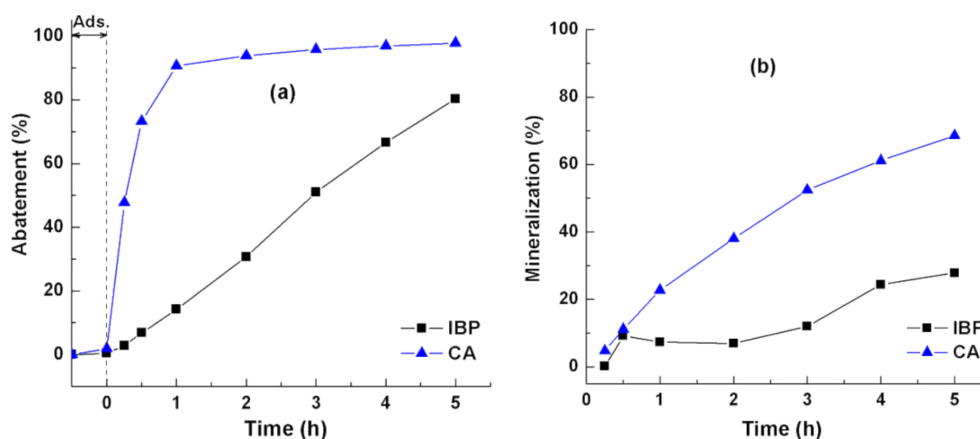 Ads.
100
80
60
40
20
0
Abatement (%)
(a)
IBP
CA
0 1 2 3 4 5
Time (h)
100
80
60
40
20
0
Mineralization (%)
(b)
IBP
CA
0 1 2 3 4 5
Time (h)